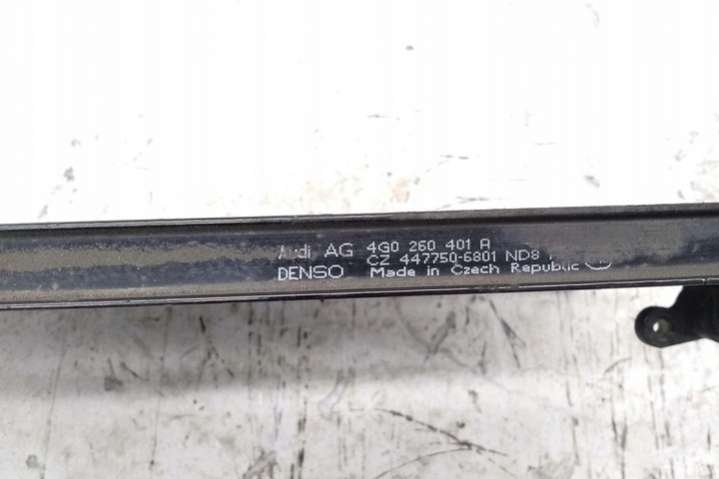 Audi AG 4G0 260 401 A
CZ 447750-6801 ND8
DENSO Made in Czech Republic